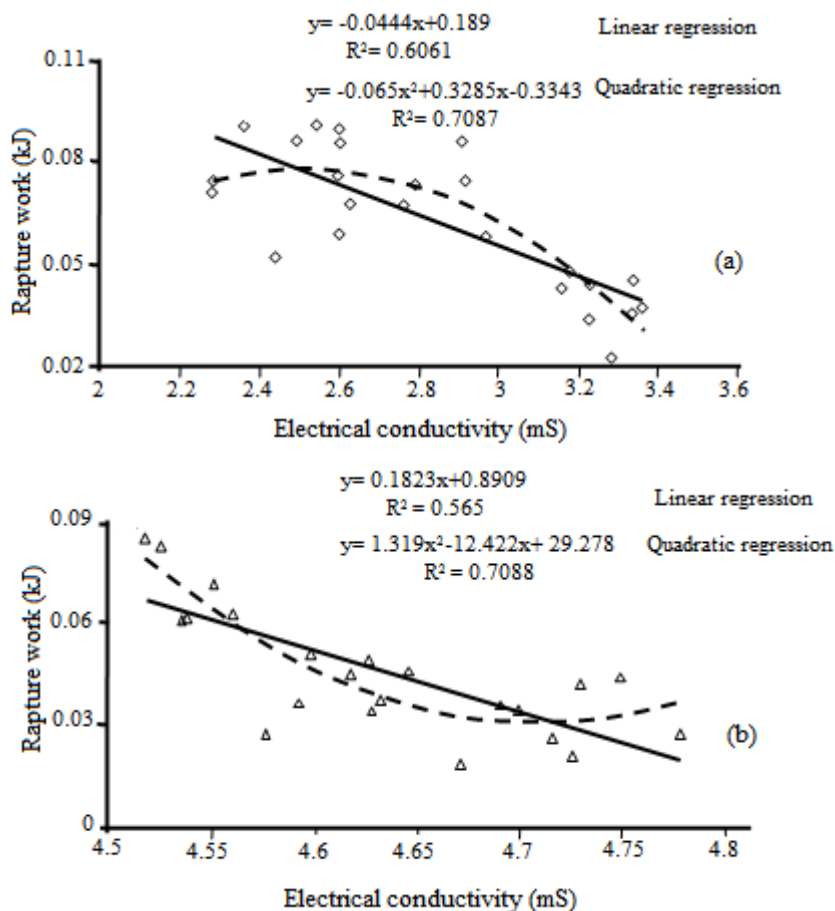 y= -0.0444x+0.189 Linear regression
R²= 0.6061
y= -0.065x²+0.3285x-0.3343 Quadratic regression
R²= 0.7087
0.11
0.08
0.05
0.02
Rapture work (kJ)
(a)
2 2.2 2.4 2.6 2.8 3 3.2 3.4 3.6
Electrical conductivity (mS)
y= 0.1823x+0.8909
R² = 0.565 Linear regression
y= 1.319x²-12.422x+ 29.278 Quadratic regression
R² = 0.7088
0.09
0.06
0.03
0
Rapture work (kJ)
(b)
4.5 4.55 4.6 4.65 4.7 4.75 4.8
Electrical conductivity (mS)